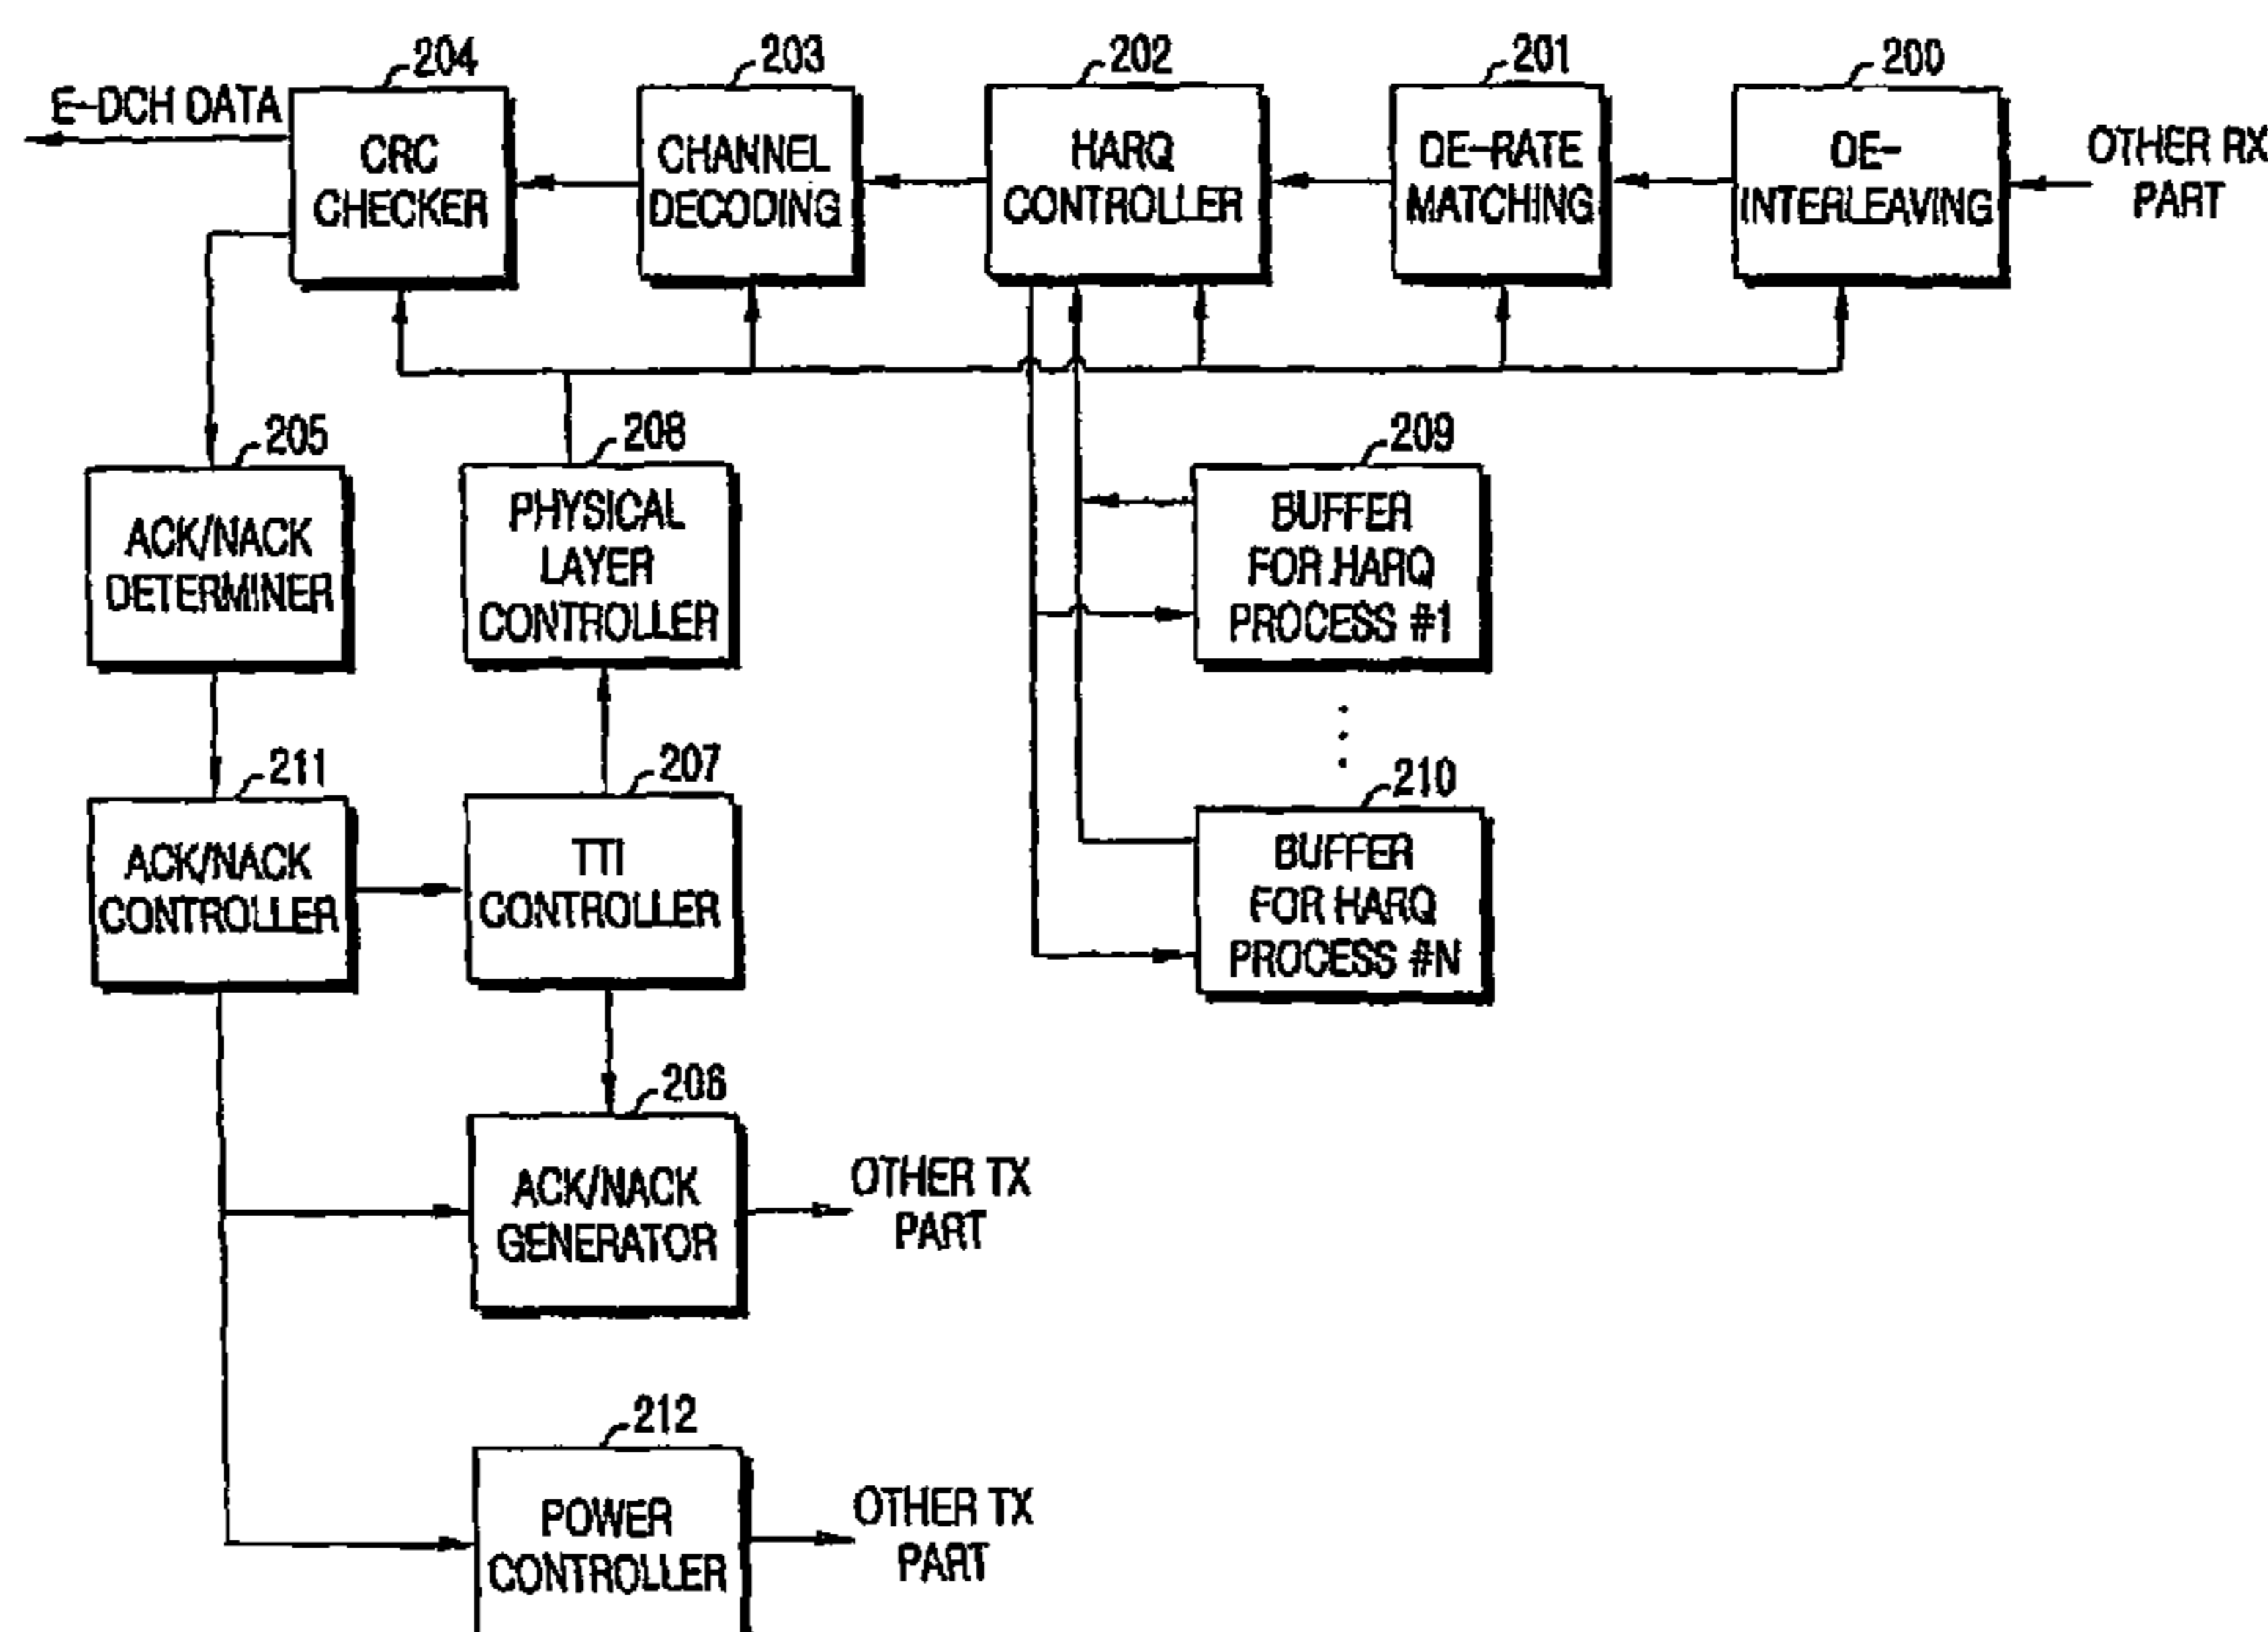 204
203
202
201
200
E-DCH DATA
CRC
CHECKER
CHANNEL
DECODING
HARQ
CONTROLLER
DE-RATE
MATCHING
DE-
INTERLEAVING
OTHER RX
PART
205
208
209
ACK/NACK
DETERMINER
PHYSICAL
LAYER
CONTROLLER
BUFFER
FOR HARQ
PROCESS #1
211
207
210
ACK/NACK
CONTROLLER
TTI
CONTROLLER
BUFFER
FOR HARQ
PROCESS #N
206
ACK/NACK
GENERATOR
OTHER TX
PART
212
POWER
CONTROLLER
OTHER TX
PART